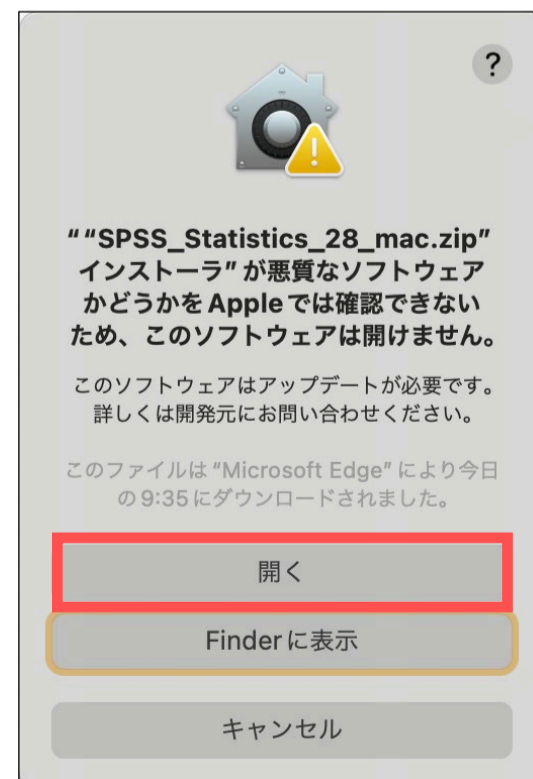 ?
““SPSS_Statistics_28_mac.zip”
インストーラ”が悪質なソフトウェア
かどうかをAppleでは確認できない
ため、このソフトウェアは開けません。
このソフトウェアはアップデートが必要です。
詳しくは開発元にお問い合わせください。
このファイルは“Microsoft Edge”により今日
の9:35にダウンロードされました。
開く
Finderに表示
キャンセル